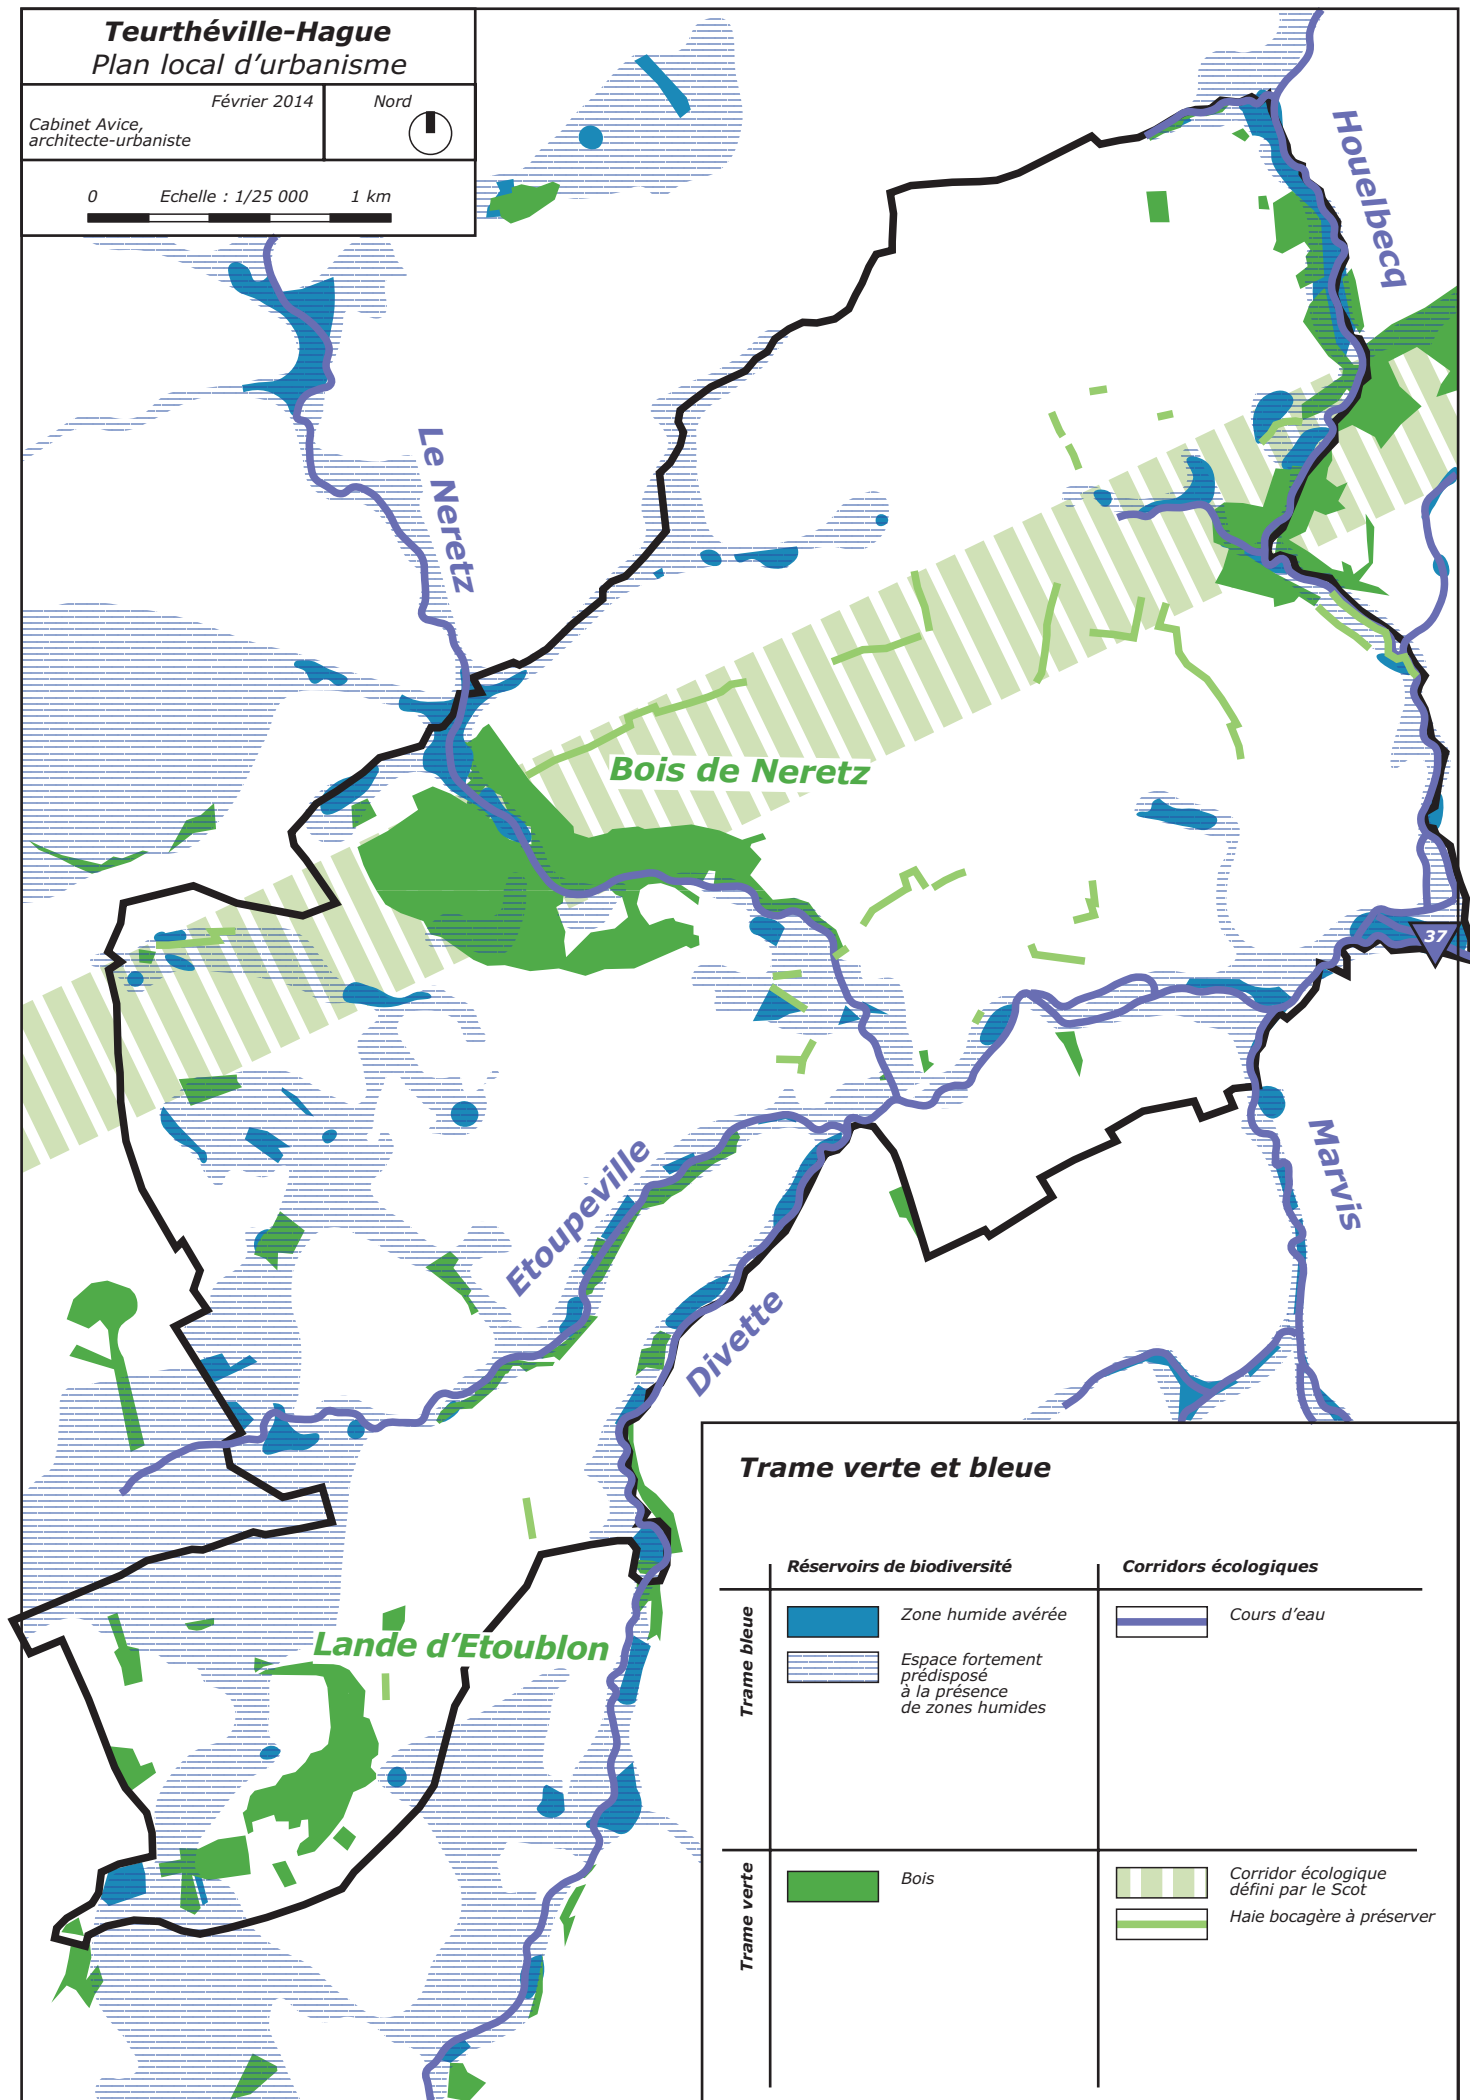 Teurthéville-Hague
Plan local d'urbanisme
Février 2014
Cabinet Avice,
architecte-urbaniste
Nord
0 Echelle : 1/25 000 1 km
Houelbecq
Le Neretz
Bois de Neretz
37
Marvis
Etoupeville
Divette
Lande d'Etoublon
Trame verte et bleue
Réservoirs de biodiversité
Corridors écologiques
Trame bleue
Zone humide avérée
Espace fortement
prédisposé
à la présence
de zones humides
Cours d'eau
Trame verte
Bois
Corridor écologique
défini par le Scot
Haie bocagère à préserver